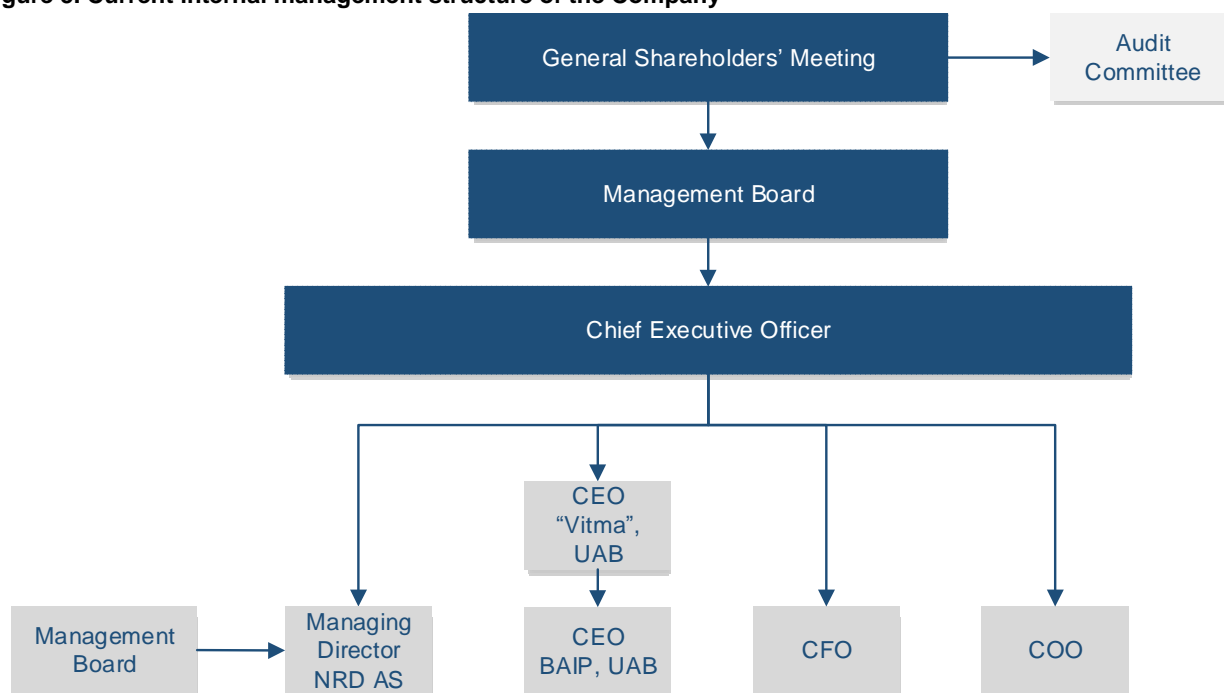 General Shareholders’ Meeting
Audit
Committee
Management Board
Chief Executive Officer
CEO
“Vitma”,
UAB
Management
Board
Managing
Director
NRD AS
CEO
BAIP, UAB
CFO
COO